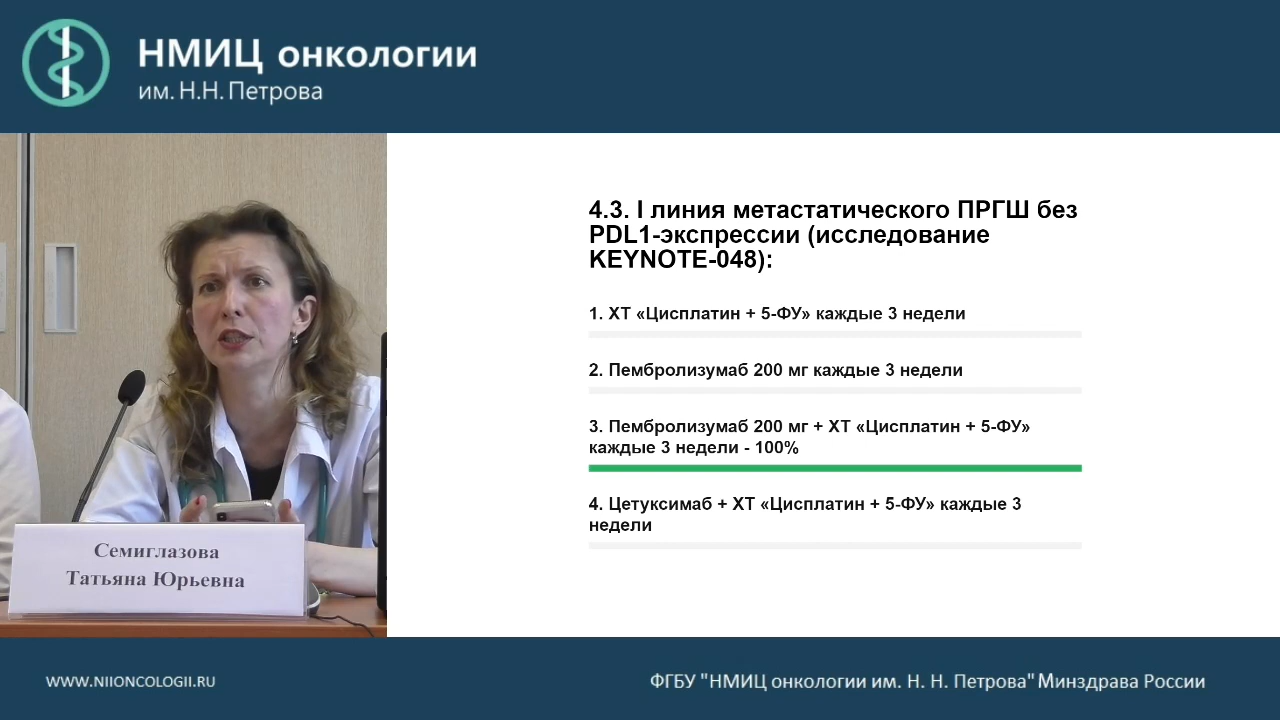 НМИЦ онкологии
им. Н.Н. Петрова
4.3. I линия метастатического ПРГШ без
PDL1-экспрессии (исследование
KEYNOTE-048):
1. ХТ «Цисплатин + 5-ФУ» каждые 3 недели
2. Пембролизумаб 200 мг каждые 3 недели
3. Пембролизумаб 200 мг + ХТ «Цисплатин + 5-ФУ»
каждые 3 недели - 100%
4. Цетуксимаб + ХТ «Цисплатин + 5-ФУ» каждые 3
недели
Семиглазова
Татьяна Юрьевна
WWW.NIIONCOLOGII.RU
ФГБУ "НМИЦ онкологии им. Н. Н. Петрова" Минздрава России